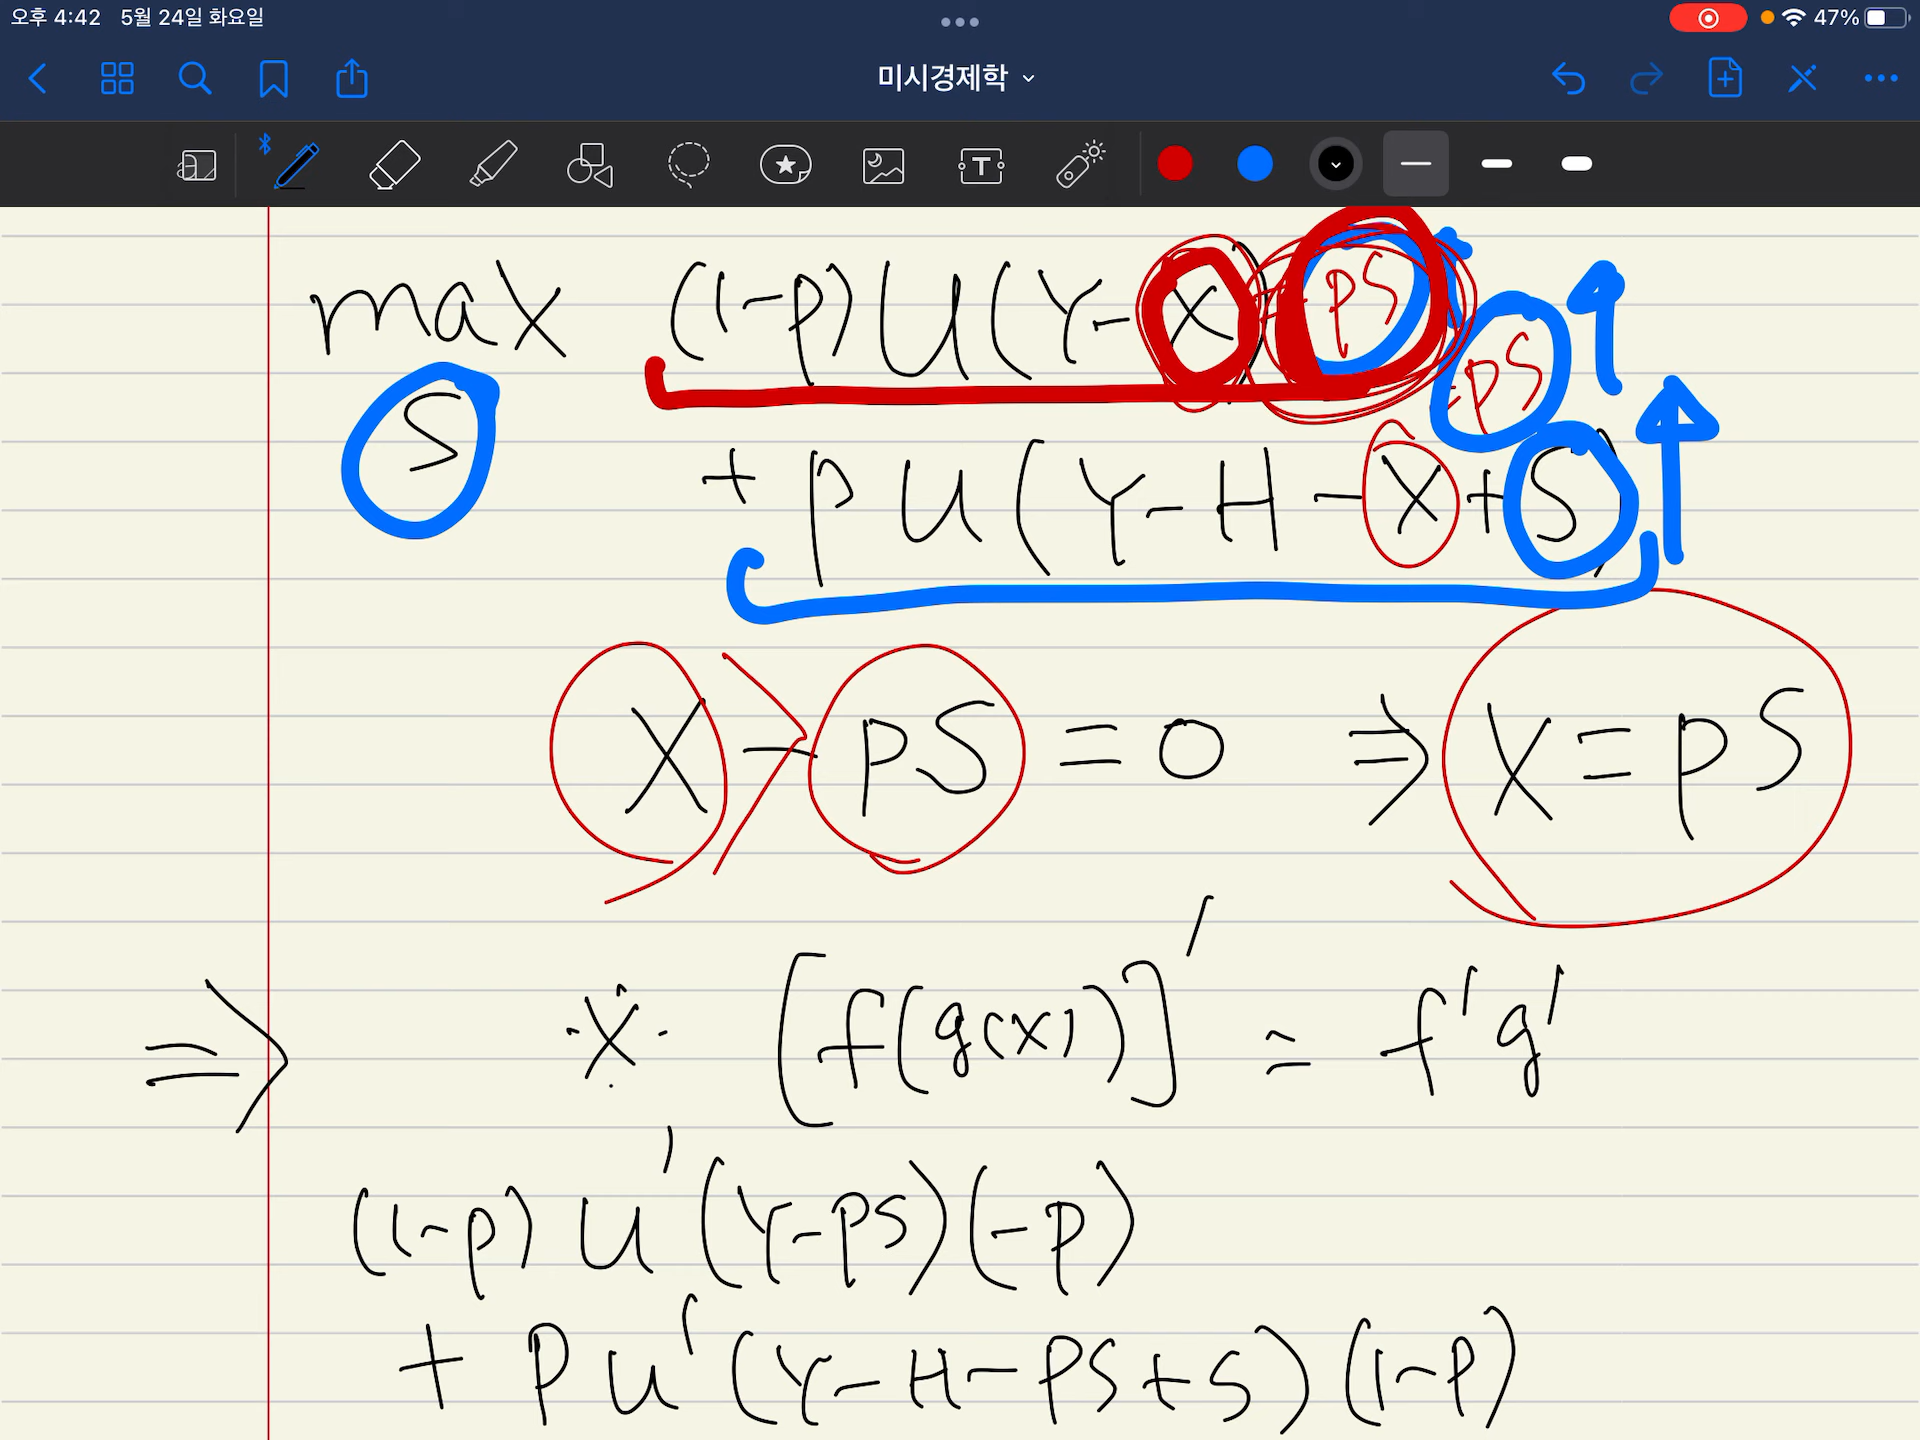 오후 4:42 5월 24일 화요일
47%
미시경제학
T
max (1-p)U(Y-X) = pS
S
-pS
+ pU(Y-H-X+S)
X - pS = 0 ⇒ X = pS
⇒ ※ [f(g(x))]' = f'g'
(1-p) U'(Y-pS)(-p)
+ p U'(Y-H-pS+S)(1-p)